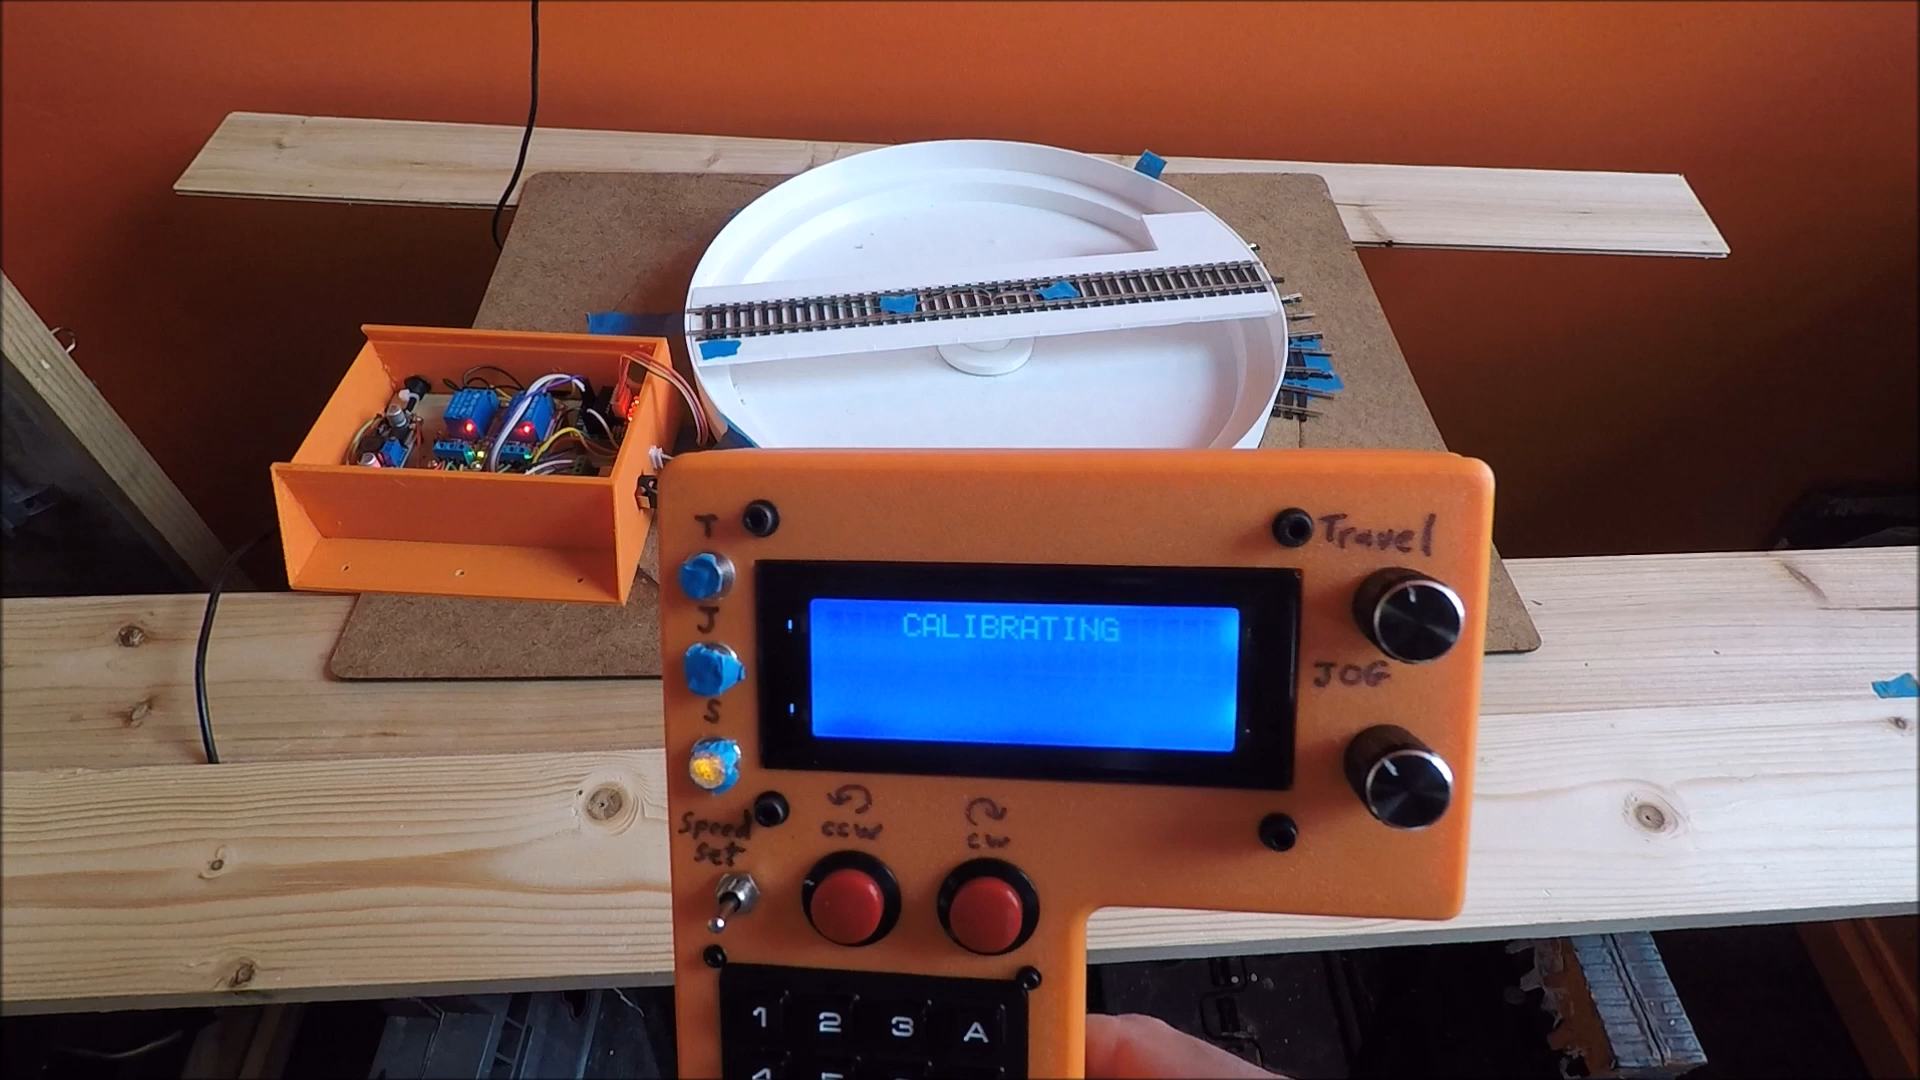 T
Travel
CALIBRATING
J
JOG
S
Speed
set
ccw
cw
1 2 3 A